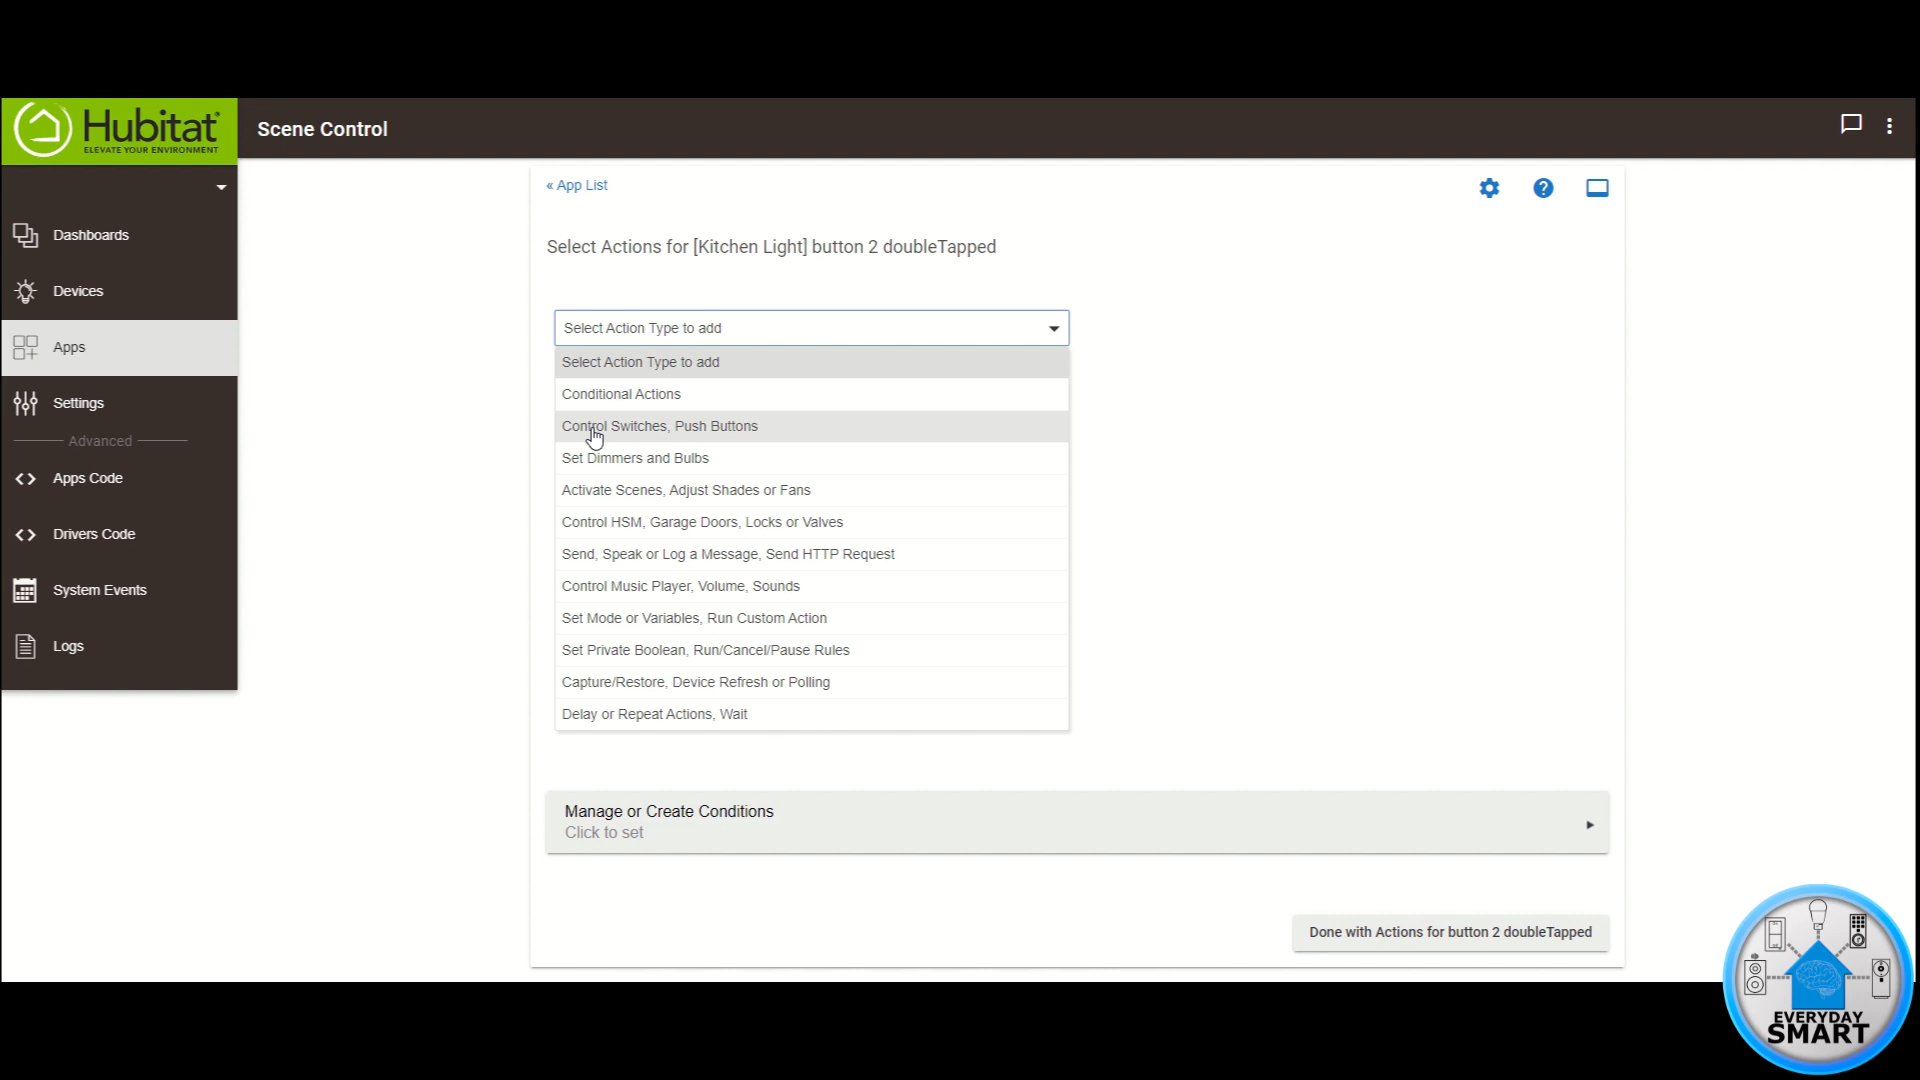 Hubitat
ELEVATE YOUR ENVIRONMENT
Scene Control
« App List
Dashboards
Devices
Apps
Settings
Advanced
Apps Code
Drivers Code
System Events
Logs
Select Actions for [Kitchen Light] button 2 doubleTapped
Select Action Type to add
Select Action Type to add
Conditional Actions
Control Switches, Push Buttons
Set Dimmers and Bulbs
Activate Scenes, Adjust Shades or Fans
Control HSM, Garage Doors, Locks or Valves
Send, Speak or Log a Message, Send HTTP Request
Control Music Player, Volume, Sounds
Set Mode or Variables, Run Custom Action
Set Private Boolean, Run/Cancel/Pause Rules
Capture/Restore, Device Refresh or Polling
Delay or Repeat Actions, Wait
Manage or Create Conditions
Click to set
Done with Actions for button 2 doubleTapped
EVERYDAY
SMART